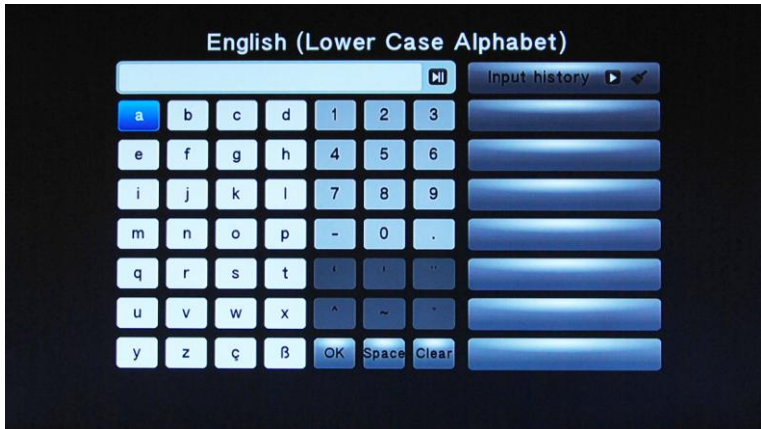 English (Lower Case Alphabet)
Input history
a b c d 1 2 3
e f g h 4 5 6
i j k l 7 8 9
m n o p - 0 .
q r s t
u v w x ^ ~
y z ç ß OK Space Clear